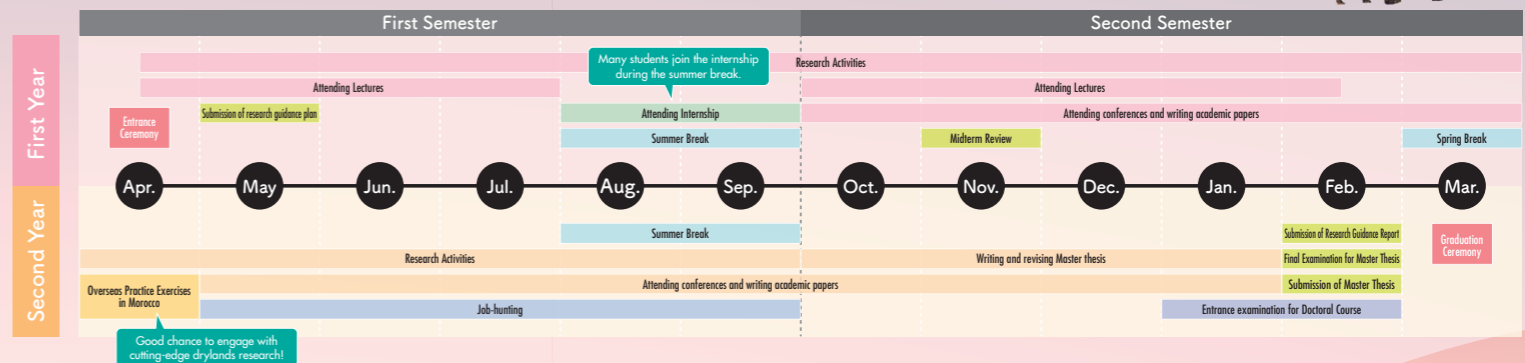 First Semester
Second Semester
First Year
Many students join the internship
during the summer break.
Research Activities
Attending Lectures
Attending Lectures
Entrance
Ceremony
Submission of research guidance plan
Attending Internship
Attending conferences and writing academic papers
Summer Break
Midterm Review
Spring Break
Apr.
May
Jun.
Jul.
Aug.
Sep.
Oct.
Nov.
Dec.
Jan.
Feb.
Mar.
Second Year
Summer Break
Submission of Research Guidance Report
Graduation
Ceremony
Research Activities
Writing and revising Master thesis
Final Examination for Master Thesis
Overseas Practice Exercises
in Morocco
Attending conferences and writing academic papers
Submission of Master Thesis
Job-hunting
Entrance examination for Doctoral Course
Good chance to engage with
cutting-edge drylands research!